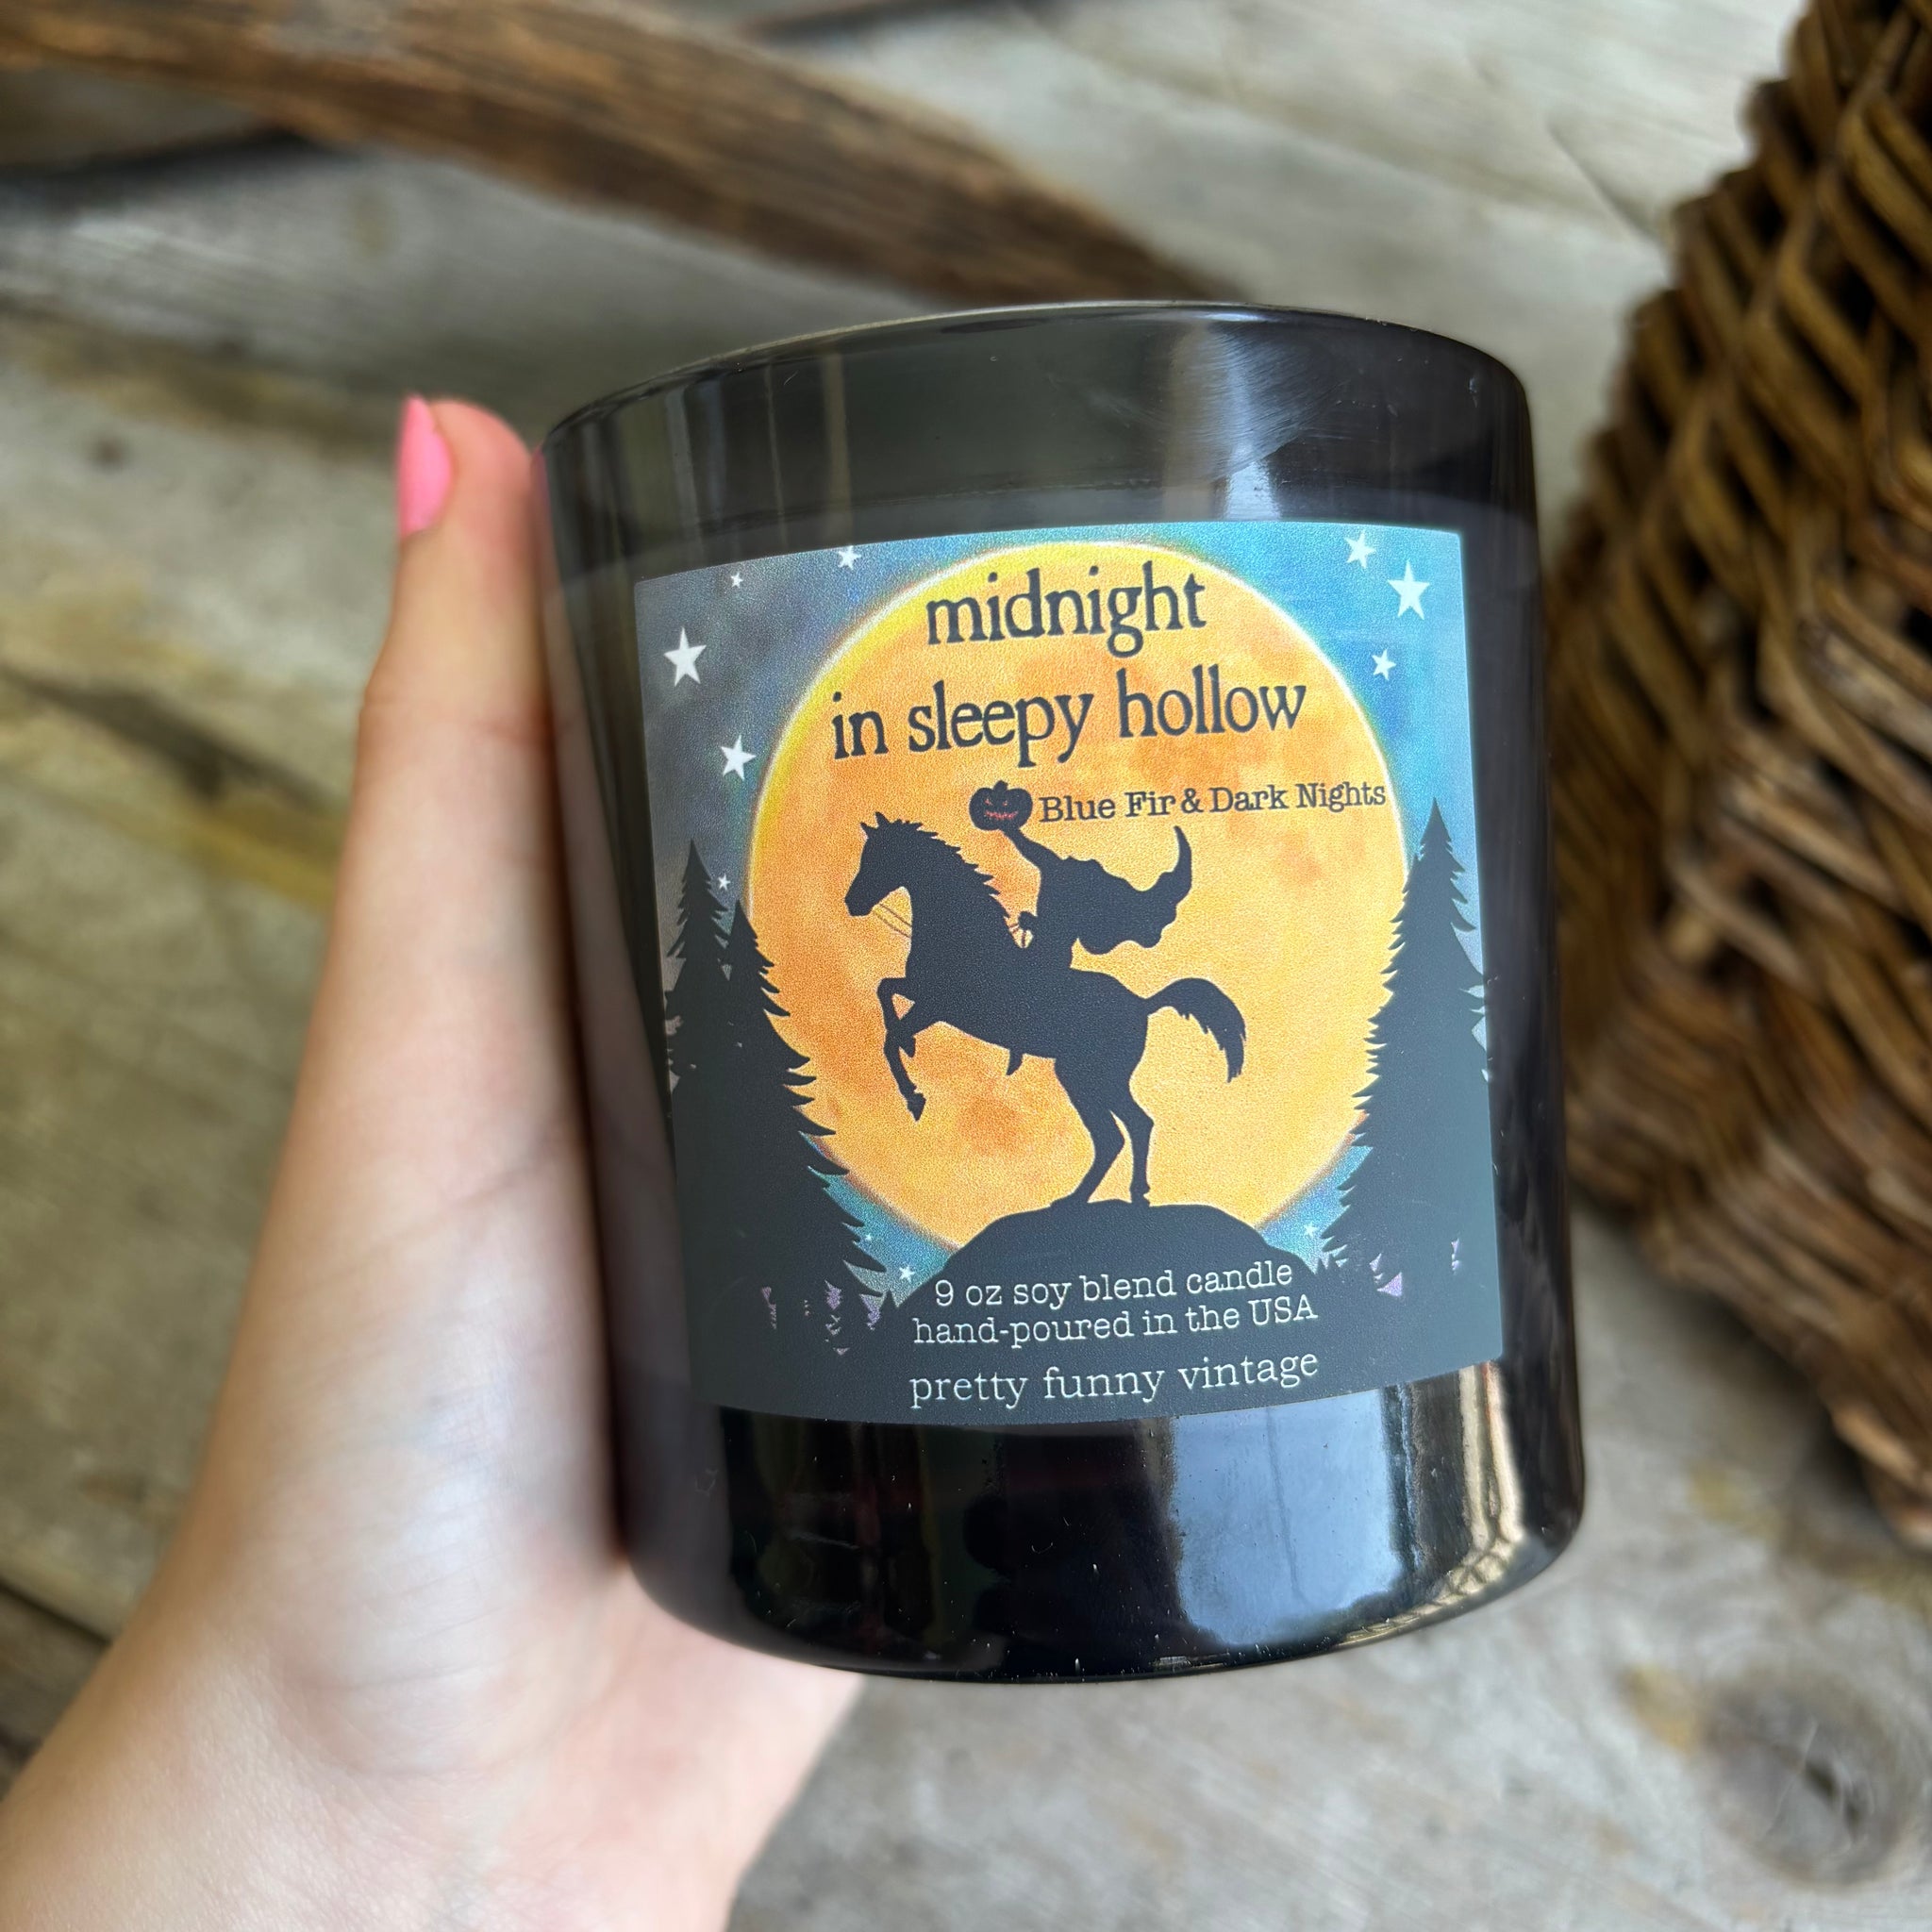 midnight
in sleepy hollow
Blue Fir & Dark Nights
9 oz soy blend candle
hand-poured in the USA
pretty funny vintage